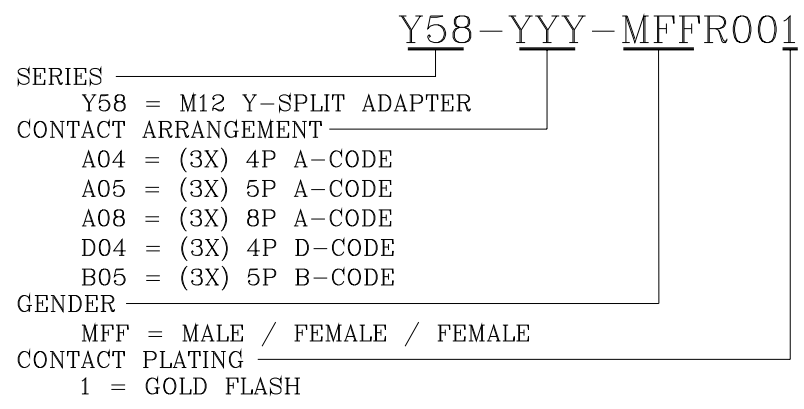 Y58-YYY-MFFR001
SERIES
Y58 = M12 Y-SPLIT ADAPTER
CONTACT ARRANGEMENT
A04 = (3X) 4P A-CODE
A05 = (3X) 5P A-CODE
A08 = (3X) 8P A-CODE
D04 = (3X) 4P D-CODE
B05 = (3X) 5P B-CODE
GENDER
MFF = MALE / FEMALE / FEMALE
CONTACT PLATING
1 = GOLD FLASH